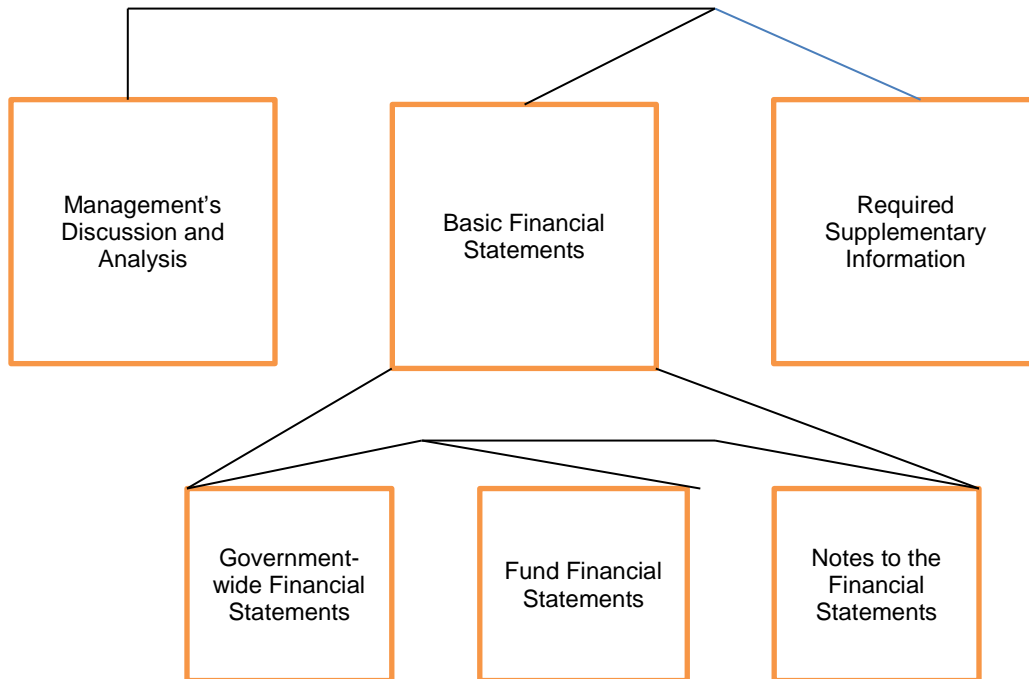 Management’s
Discussion and
Analysis
Basic Financial
Statements
Required
Supplementary
Information
Government-
wide Financial
Statements
Fund Financial
Statements
Notes to the
Financial
Statements